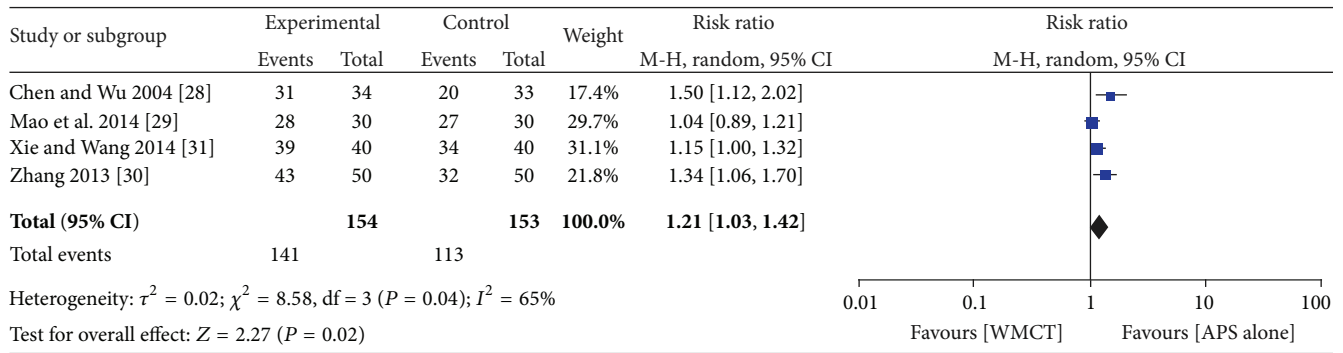 Study or subgroup Experimental Control Weight Risk ratio Risk ratio
Events Total Events Total M-H, random, 95% CI M-H, random, 95% CI
Chen and Wu 2004 [28] 31 34 20 33 17.4% 1.50 [1.12, 2.02]
Mao et al. 2014 [29] 28 30 27 30 29.7% 1.04 [0.89, 1.21]
Xie and Wang 2014 [31] 39 40 34 40 31.1% 1.15 [1.00, 1.32]
Zhang 2013 [30] 43 50 32 50 21.8% 1.34 [1.06, 1.70]
Total (95% CI) 154 153 100.0% 1.21 [1.03, 1.42]
Total events 141 113
Heterogeneity: τ² = 0.02; χ² = 8.58, df = 3 (P = 0.04); I² = 65%
0.01 0.1 1 10 100
Test for overall effect: Z = 2.27 (P = 0.02) Favours [WMCT] Favours [APS alone]